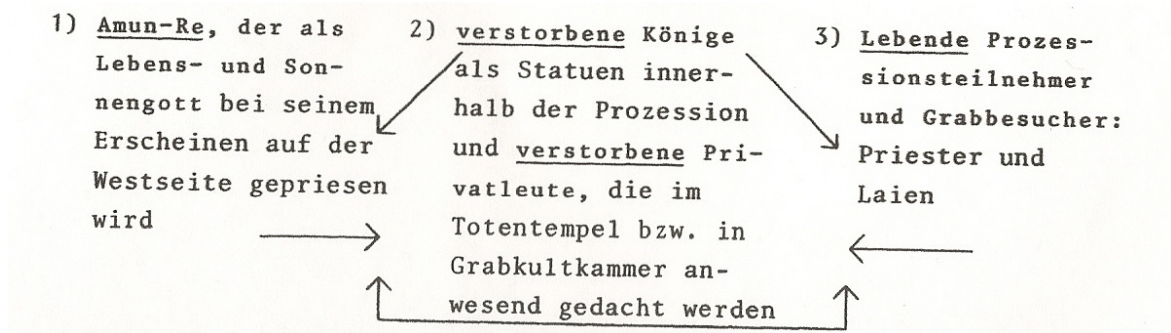 1) Amun-Re, der als
Lebens- und Son-
nengott bei seinem
Erscheinen auf der
Westseite gepriesen
wird
2) verstorbene Könige
als Statuen inner-
halb der Prozession
und verstorbene Pri-
vatleute, die im
Totentempel bzw. in
Grabkultkammer an-
wesend gedacht werden
3) Lebende Prozes-
sionsteilnehmer
und Grabbesucher:
Priester und
Laien